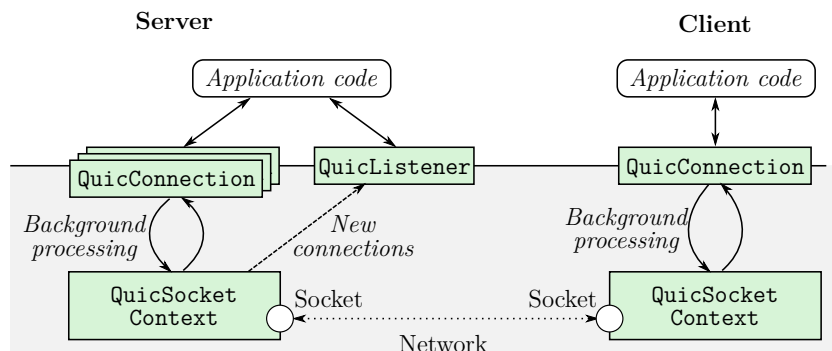 Server
Client
Application code
Application code
QuicConnection
QuicListener
QuicConnection
Background
processing
New
connections
Background
processing
QuicSocket
Context
Socket
Socket
QuicSocket
Context
Network